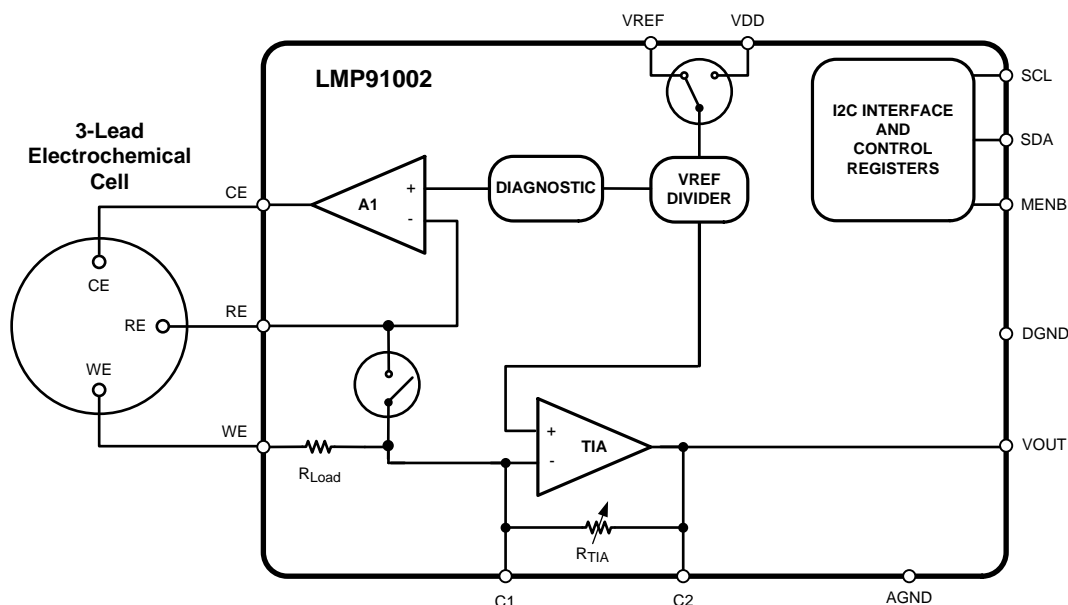 VREF
VDD
LMP91002
SCL
I2C INTERFACE
AND
CONTROL
REGISTERS
SDA
MENB
3-Lead
Electrochemical
Cell
CE
A1
+
-
DIAGNOSTIC
VREF
DIVIDER
CE
RE
RE
DGND
WE
WE
RLoad
+
-
TIA
VOUT
RTIA
C1
C2
AGND